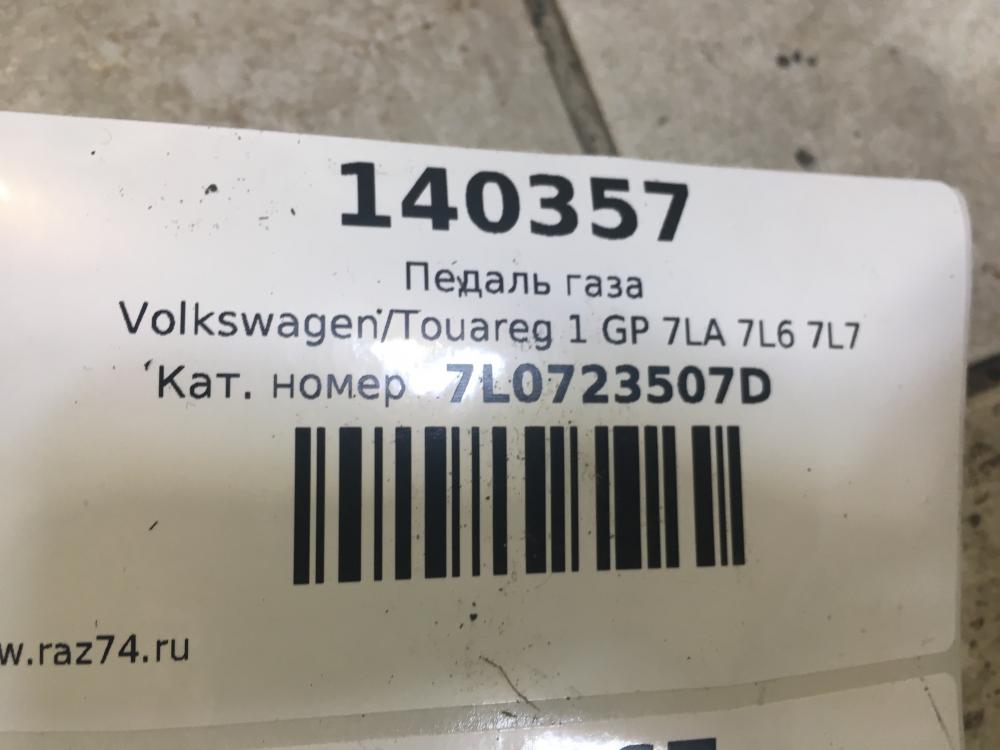 140357
Педаль газа
Volkswagen/Touareg 1 GP 7LA 7L6 7L7
Кат. номер 7L0723507D
w.raz74.ru